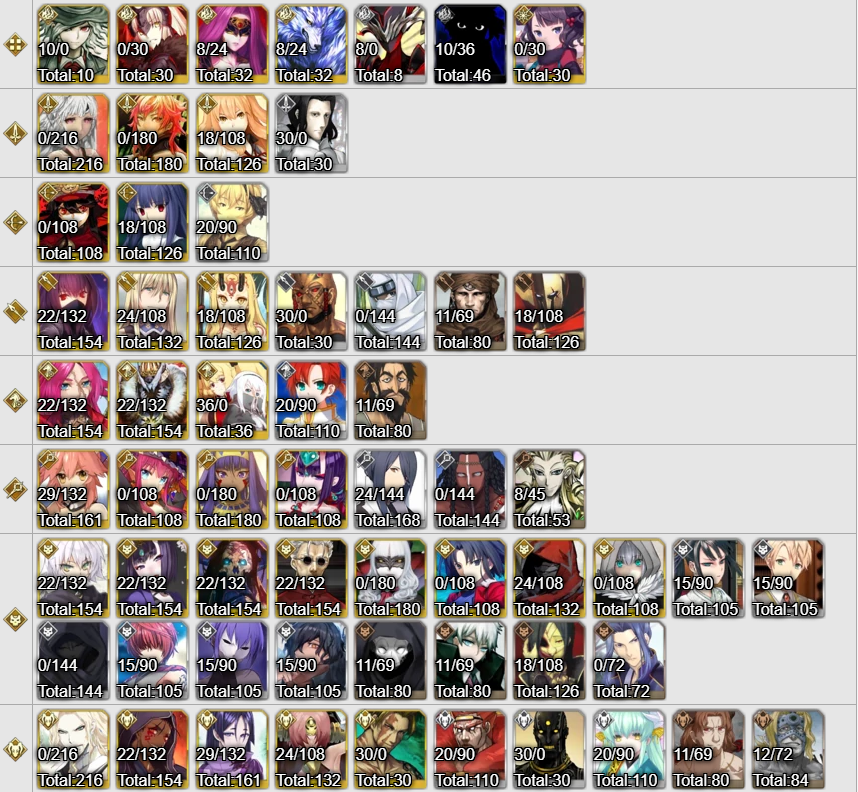 10/0 0/30 8/24 8/24 8/0 10/36 0/30
Total:10 Total:30 Total:32 Total:32 Total:8 Total:46 Total:30
0/216 0/180 18/108 30/0
Total:216 Total:180 Total:126 Total:30
0/108 18/108 20/90
Total:108 Total:126 Total:110
22/132 24/108 18/108 30/0 0/144 11/69 18/108
Total:154 Total:132 Total:126 Total:30 Total:144 Total:80 Total:126
22/132 22/132 36/0 20/90 11/69
Total:154 Total:154 Total:36 Total:110 Total:80
29/132 0/108 0/180 0/108 24/144 0/144 8/45
Total:161 Total:108 Total:180 Total:108 Total:168 Total:144 Total:53
22/132 22/132 22/132 22/132 0/180 0/108 24/108 0/108 15/90 15/90
Total:154 Total:154 Total:154 Total:154 Total:180 Total:108 Total:132 Total:108 Total:105 Total:105
0/144 15/90 15/90 15/90 11/69 11/69 18/108 0/72
Total:144 Total:105 Total:105 Total:105 Total:80 Total:80 Total:126 Total:72
0/216 22/132 29/132 24/108 30/0 20/90 30/0 20/90 11/69 12/72
Total:216 Total:154 Total:161 Total:132 Total:30 Total:110 Total:30 Total:110 Total:80 Total:84